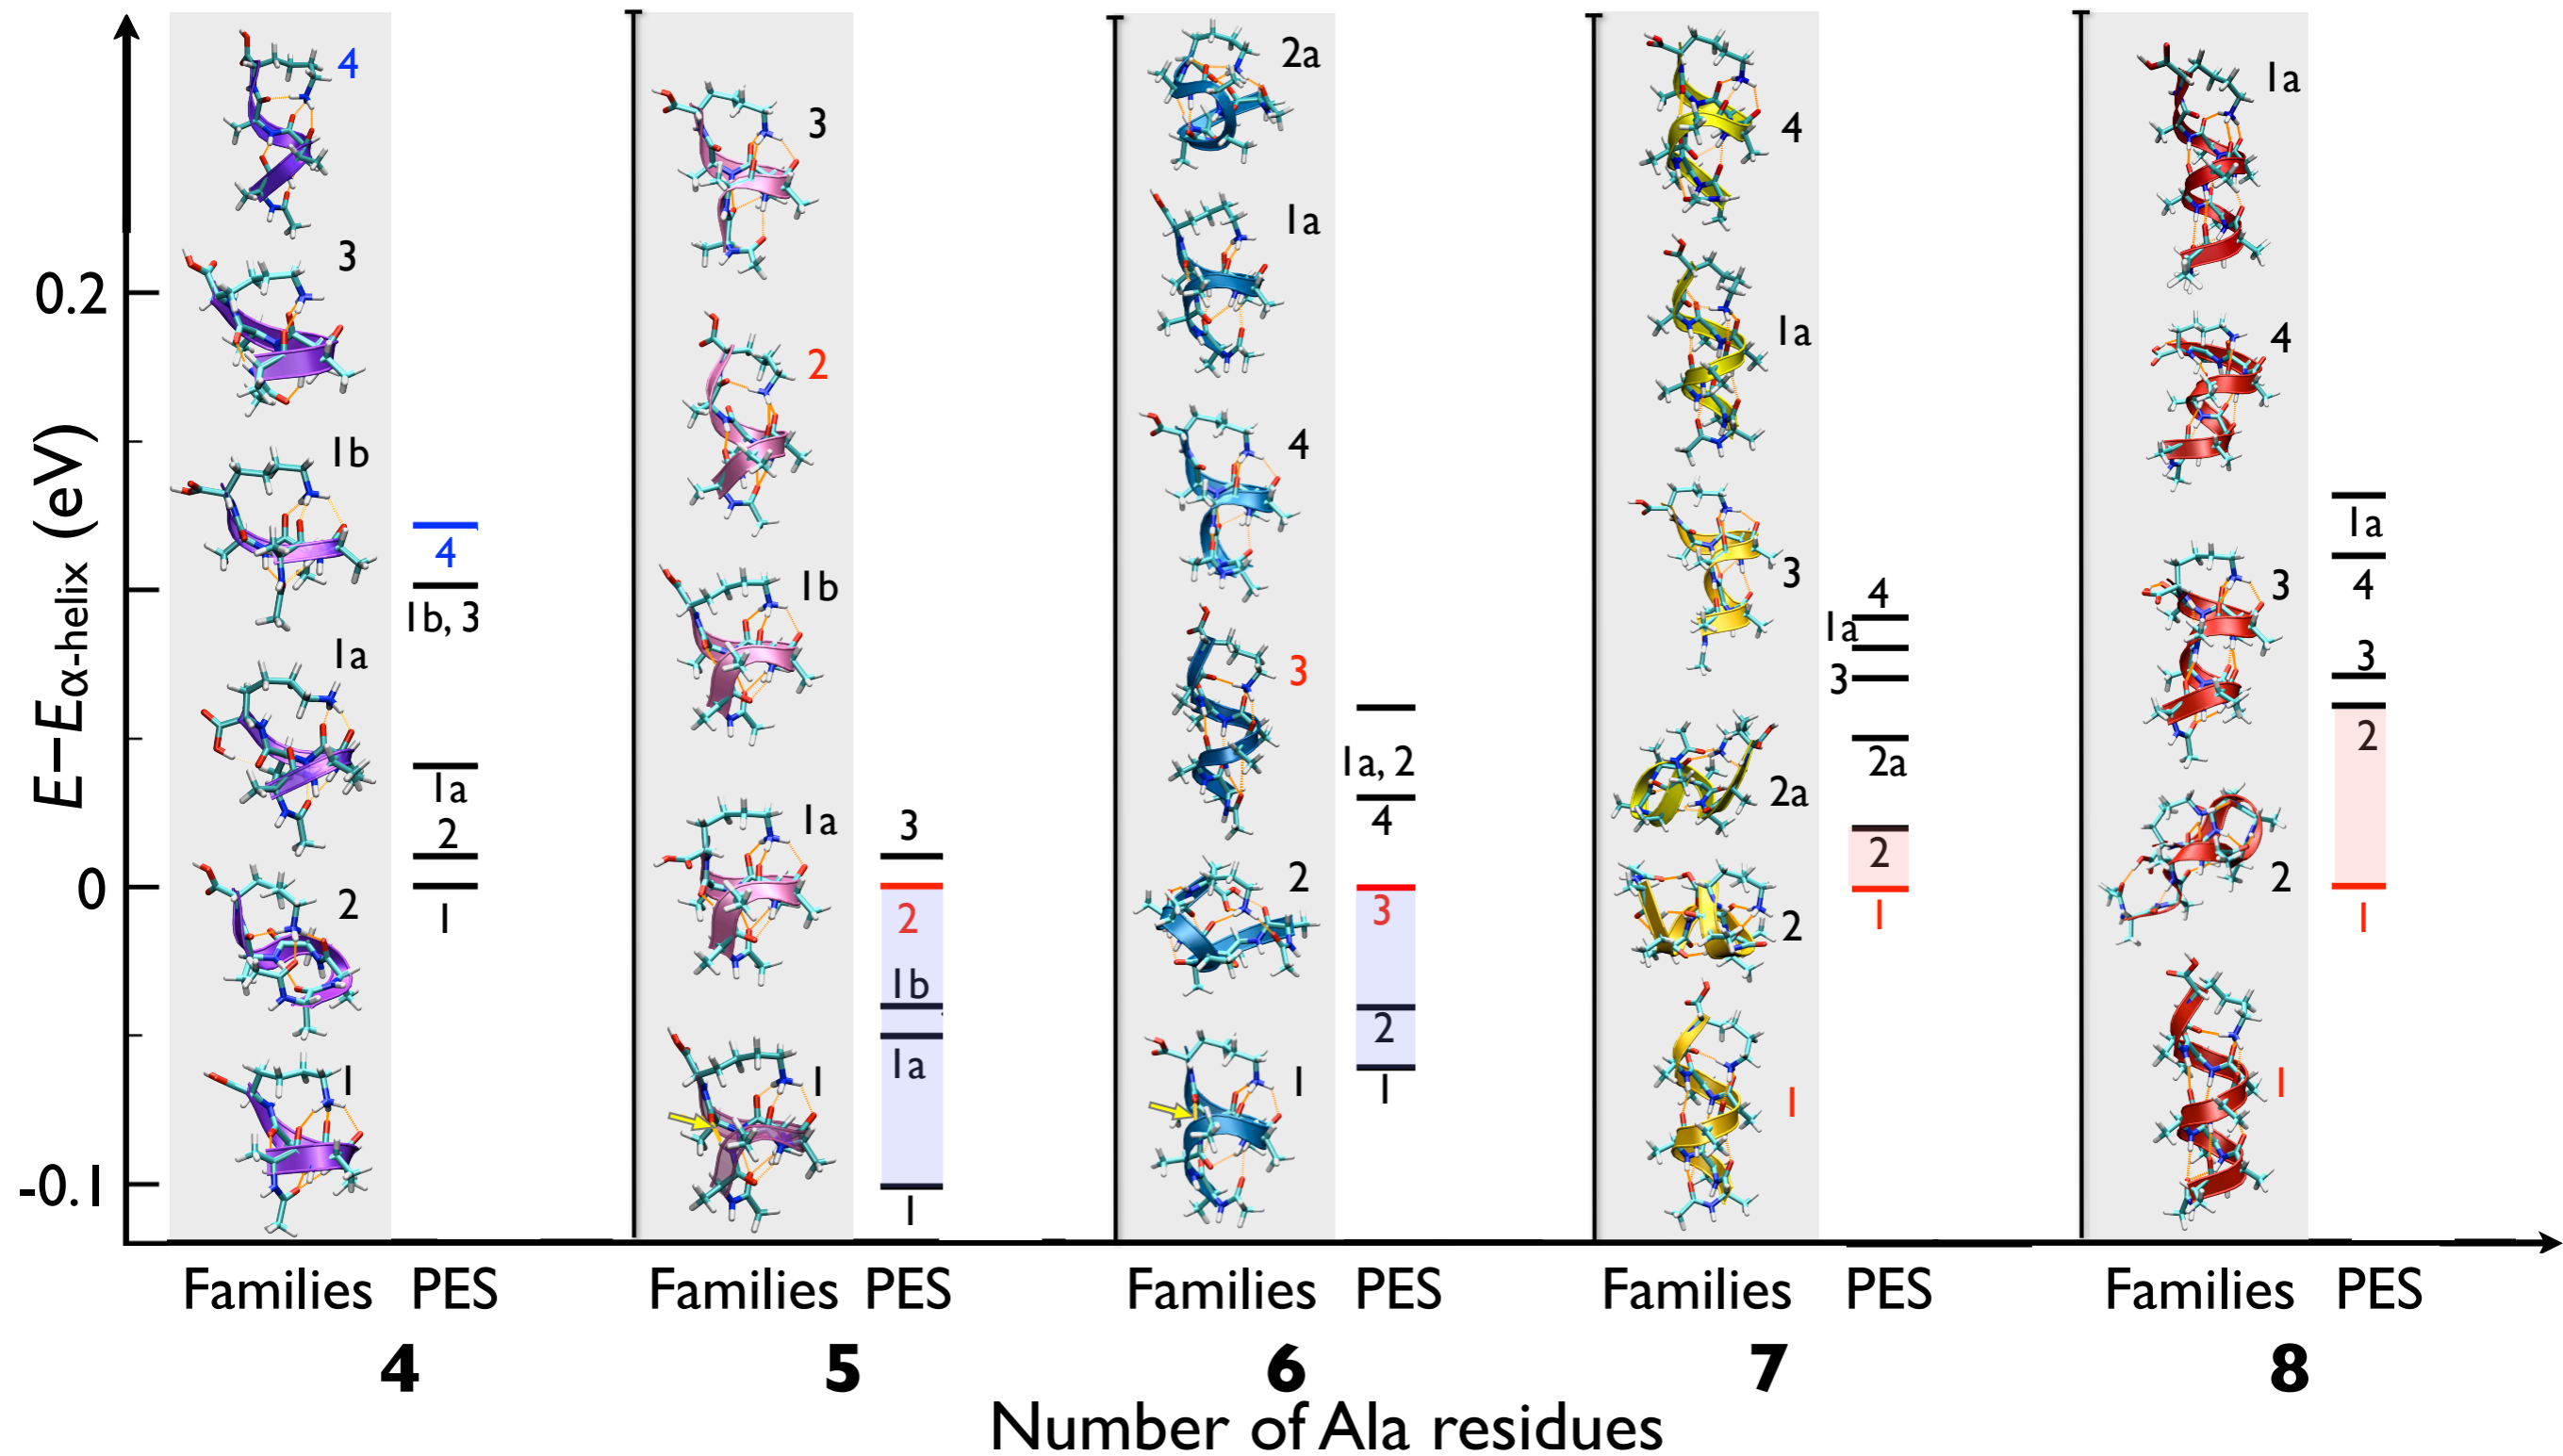 E−Eα-helix (eV)
0.2
0
-0.1
4
3
1b
1a
2
1
4
1b, 3
1a
2
1
3
2
1b
1a
1
3
2
1b
1a
1
2a
1a
4
3
2
1
1a, 2
4
3
2
1
4
1a
3
2a
2
1
4
1a
3
2a
2
1
1a
4
3
2
1
1a
4
3
2
1
Families PES Families PES Families PES Families PES Families PES
4 5 6 7 8
Number of Ala residues